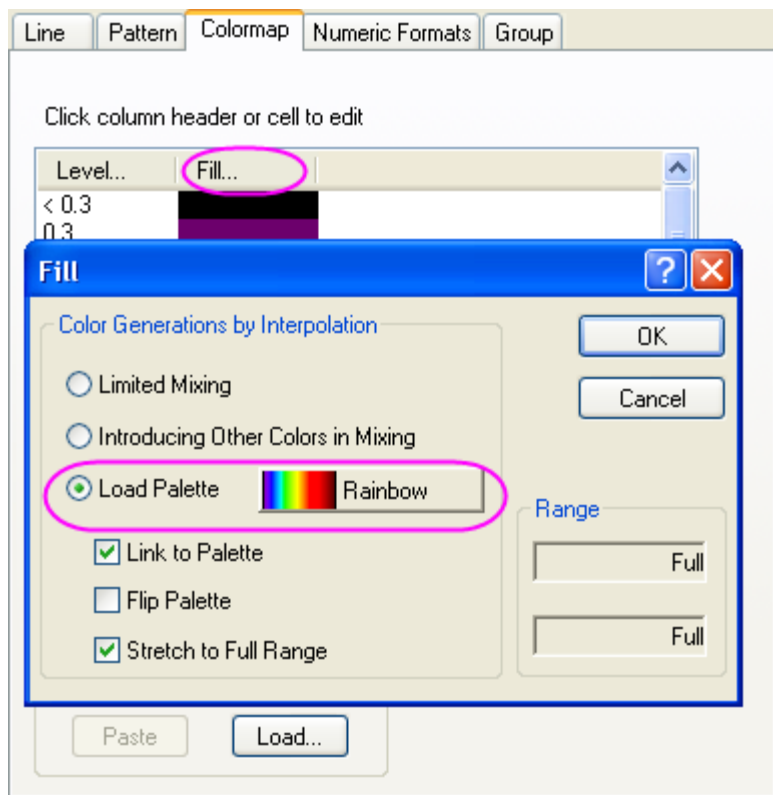 Line Pattern Colormap Numeric Formats Group
Click column header or cell to edit
Level... Fill...
< 0.3
0.3
Fill
Color Generations by Interpolation
OK
Limited Mixing
Cancel
Introducing Other Colors in Mixing
Load Palette Rainbow
Range
Link to Palette
Full
Flip Palette
Stretch to Full Range
Full
Paste Load...